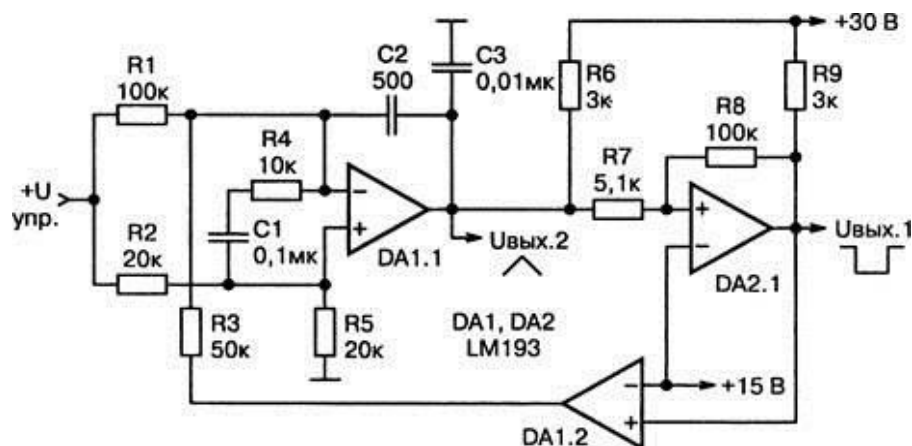 R1
100к
+U
упр.
R2
20к
R3
50к
R4
10к
C1
0,1мк
R5
20к
C2
500
C3
0,01мк
−
+
DA1.1
Uвых.2
DA1, DA2
LM193
R6
3к
R7
5,1к
R8
100к
+30 В
R9
3к
+
−
DA2.1
Uвых.1
+15 В
−
+
DA1.2